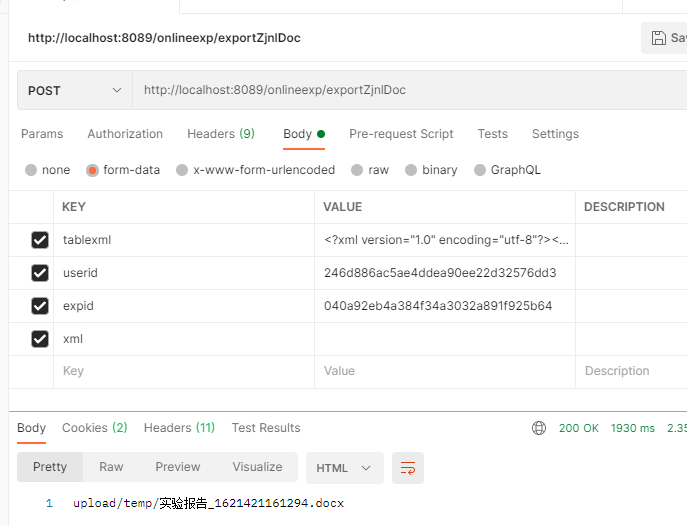 http://localhost:8089/onlineexp/exportZjnlDoc
POST http://localhost:8089/onlineexp/exportZjnlDoc
Params Authorization Headers (9) Body Pre-request Script Tests Settings
none form-data x-www-form-urlencoded raw binary GraphQL
KEY VALUE DESCRIPTION
tablexml <?xml version="1.0" encoding="utf-8"?><...
userid 246d886ac5ae4ddea90ee22d32576dd3
expid 040a92eb4a384f34a3032a891f925b64
xml
Key Value Description
Body Cookies (2) Headers (11) Test Results 200 OK 1930 ms 2.35
Pretty Raw Preview Visualize HTML
1 upload/temp/实验报告_1621421161294.docx